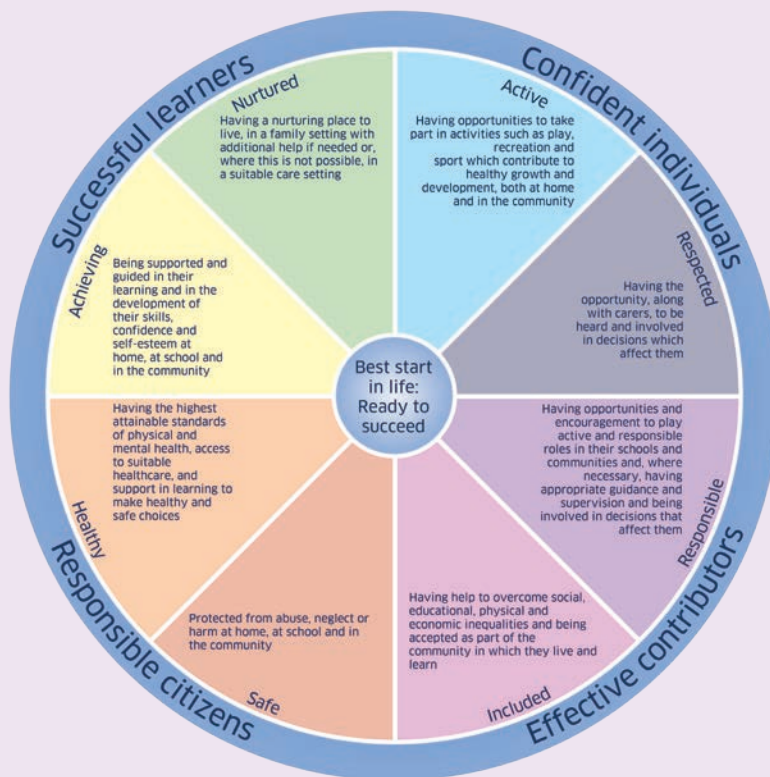 Successful learners
Confident individuals
Nurtured
Having a nurturing place to
live, in a family setting with
additional help if needed or,
where this is not possible, in
a suitable care setting
Active
Having opportunities to take
part in activities such as play,
recreation and
sport which contribute to
healthy growth and
development, both at home
and in the community
Achieving
Being supported and
guided in their
learning and in the
development of
their skills,
confidence and
self-esteem at
home, at school and
in the community
Respected
Having the
opportunity, along
with carers, to be
heard and involved
in decisions which
affect them
Best start
in life:
Ready to
succeed
Healthy
Having the highest
attainable standards
of physical and
mental health, access
to suitable
healthcare, and
support in learning to
make healthy and
safe choices
Responsible
Having opportunities and
encouragement to play
active and responsible
roles in their schools and
communities and, where
necessary, having
appropriate guidance and
supervision and being
involved in decisions that
affect them
Protected from abuse, neglect or
harm at home, at school and in
the community
Safe
Having help to overcome social,
educational, physical and
economic inequalities and being
accepted as part of the
community in which they live and
learn
Included
Responsible citizens
Effective contributors